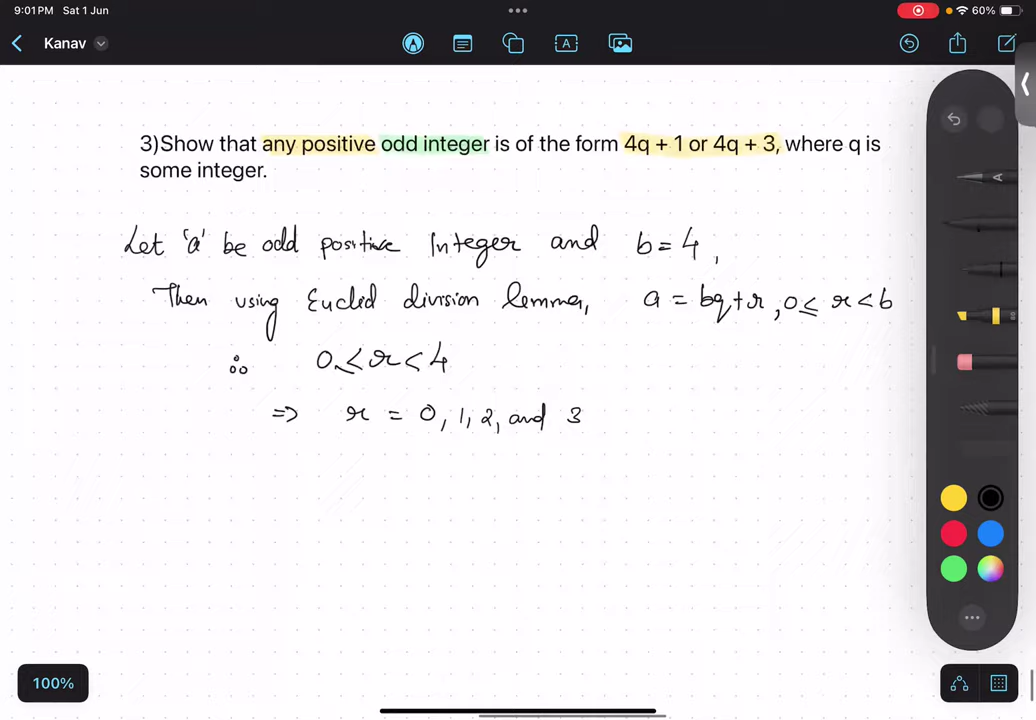 9:01 PM Sat 1 Jun
60%
Kanav
A
3)Show that any positive odd integer is of the form 4q + 1 or 4q + 3, where q is
some integer.
Let 'a' be odd positive Integer and b = 4,
Then using Euclid division lemma, a = bq + r, 0 ≤ r < b
∴ 0 ≤ r < 4
⇒ r = 0, 1, 2, and 3
100%